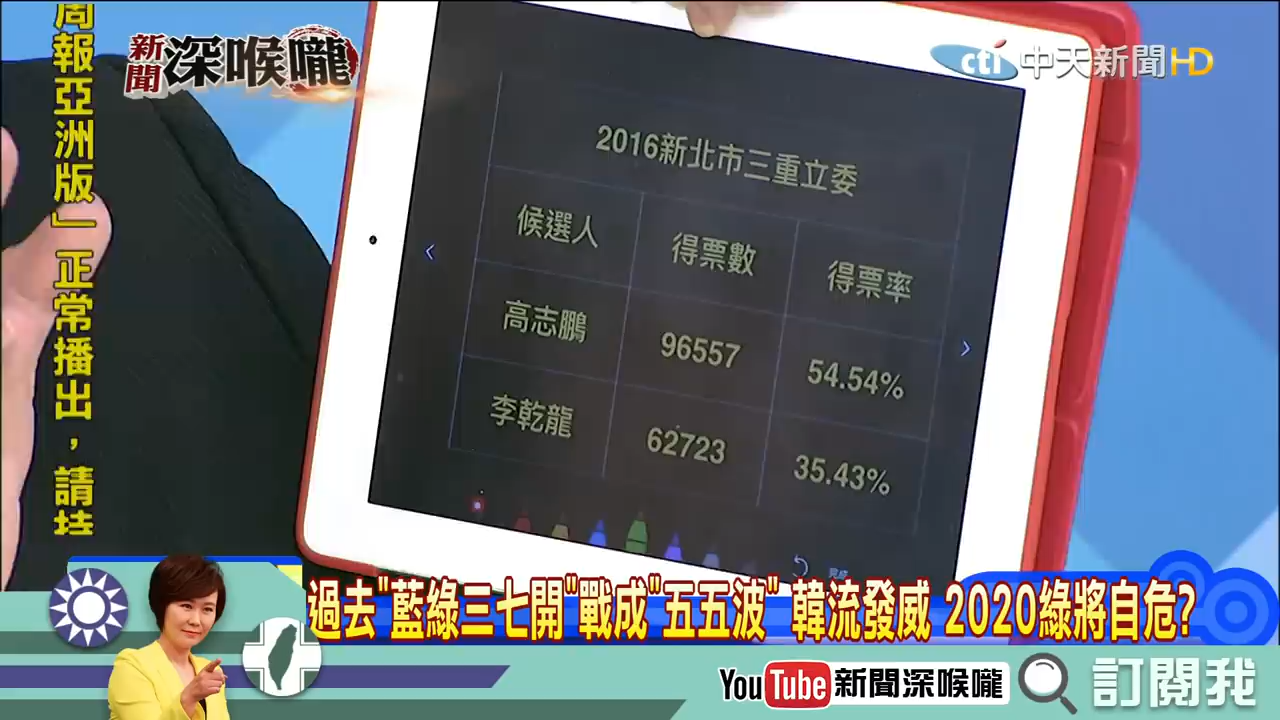 周報亞洲版」正常播出，請持
新聞深喉嚨
cti 中天新聞HD
2016新北市三重立委
候選人 得票數 得票率
高志鵬 96557 54.54%
李乾龍 62723 35.43%
完成
過去"藍綠三七開"戰成"五五波" 韓流發威 2020綠將自危?
YouTube新聞深喉嚨 訂閱我